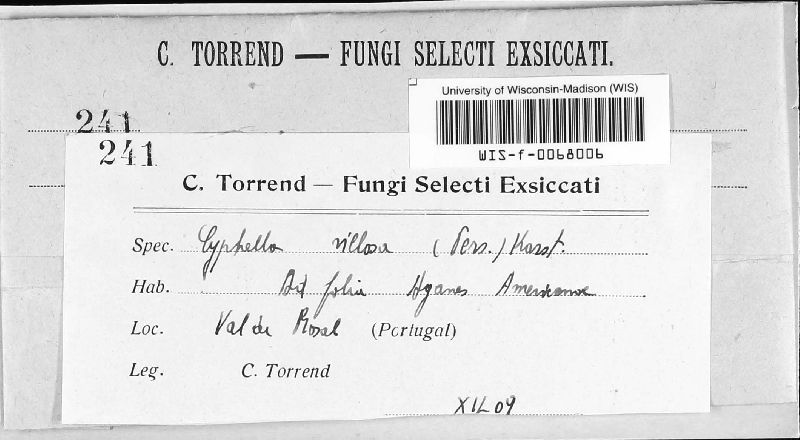 C. TORREND — FUNGI SELECTI EXSICCATI.
University of Wisconsin-Madison (WIS)
WIS-f-0068006
241
241
C. Torrend — Fungi Selecti Exsiccati
Spec. Cyphella villosa (Pers.) Karst.
Hab. Ad folia Americanae
Loc. Val de Rosal (Portugal)
Leg. C. Torrend
XII. 09